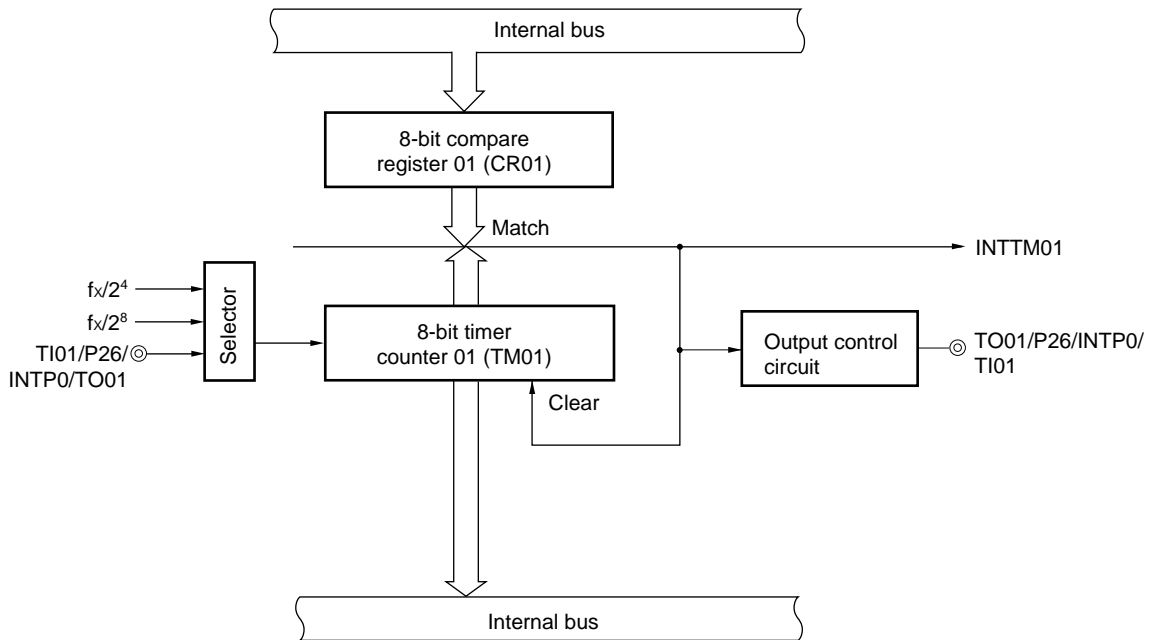 Internal bus
8-bit compare
register 01 (CR01)
Match
INTTM01
fx/2⁴
fx/2⁸
TI01/P26/
INTP0/TO01
Selector
8-bit timer
counter 01 (TM01)
Clear
Output control
circuit
TO01/P26/INTP0/
TI01
Internal bus